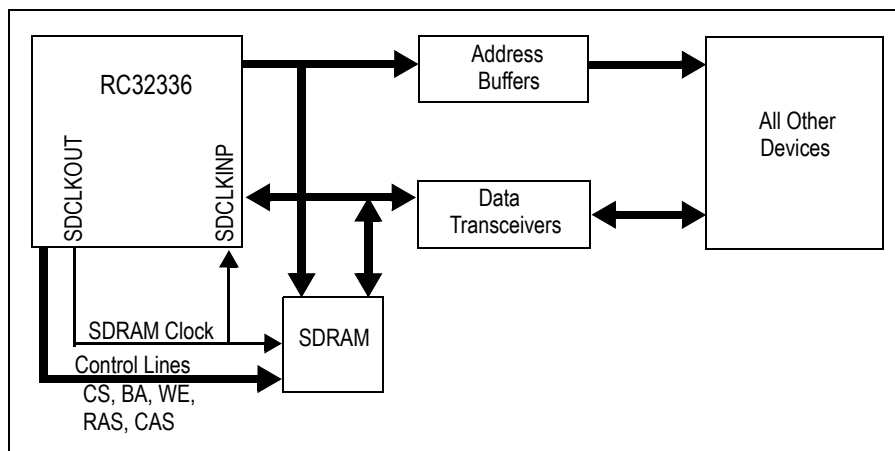 RC32336
SDCLKOUT
SDCLKINP
Address
Buffers
All Other
Devices
Data
Transceivers
SDRAM Clock
SDRAM
Control Lines
CS, BA, WE,
RAS, CAS